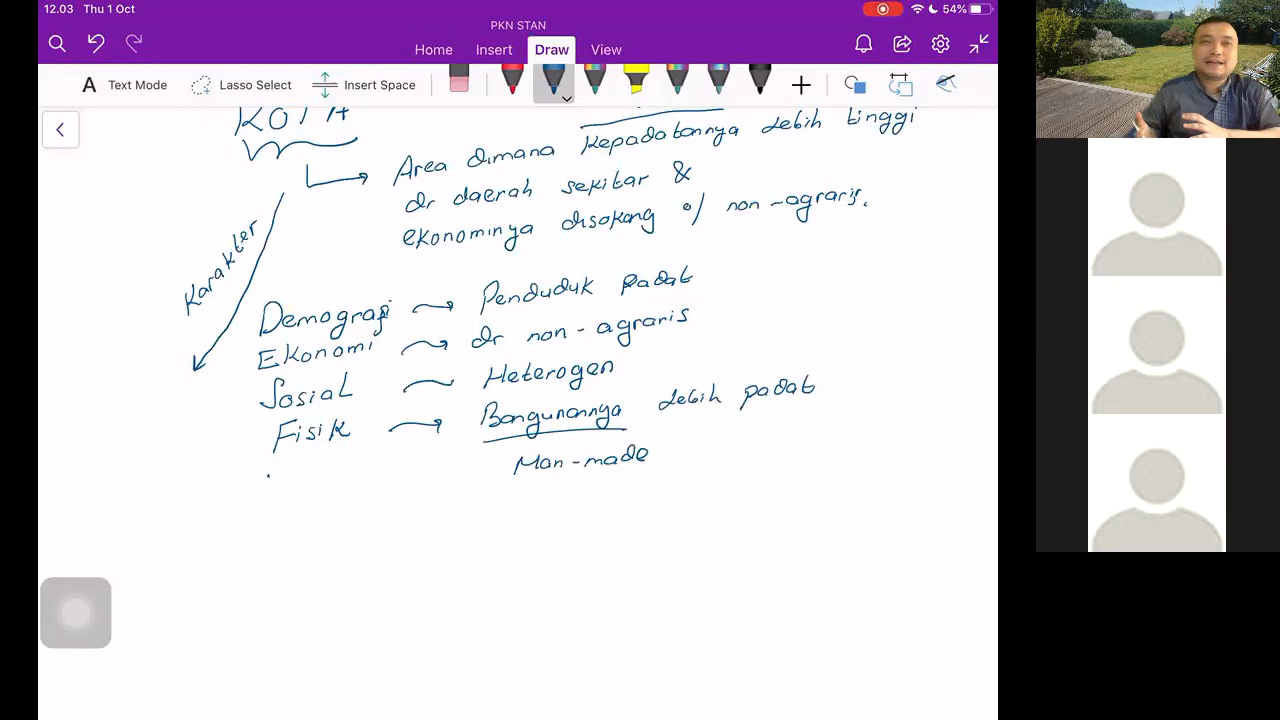 12.03 Thu 1 Oct
54%
PKN STAN
Home Insert Draw View
Text Mode Lasso Select Insert Space
KOTA
Kepadatannya lebih tinggi
Area dimana
dr daerah sekitar &
ekonominya disokong o/ non-agraris.
Karakter
Demografi → Penduduk padat
Ekonomi → dr non-agraris
Sosial — Heterogen
Fisik → Bangunannya lebih padat
Man-made